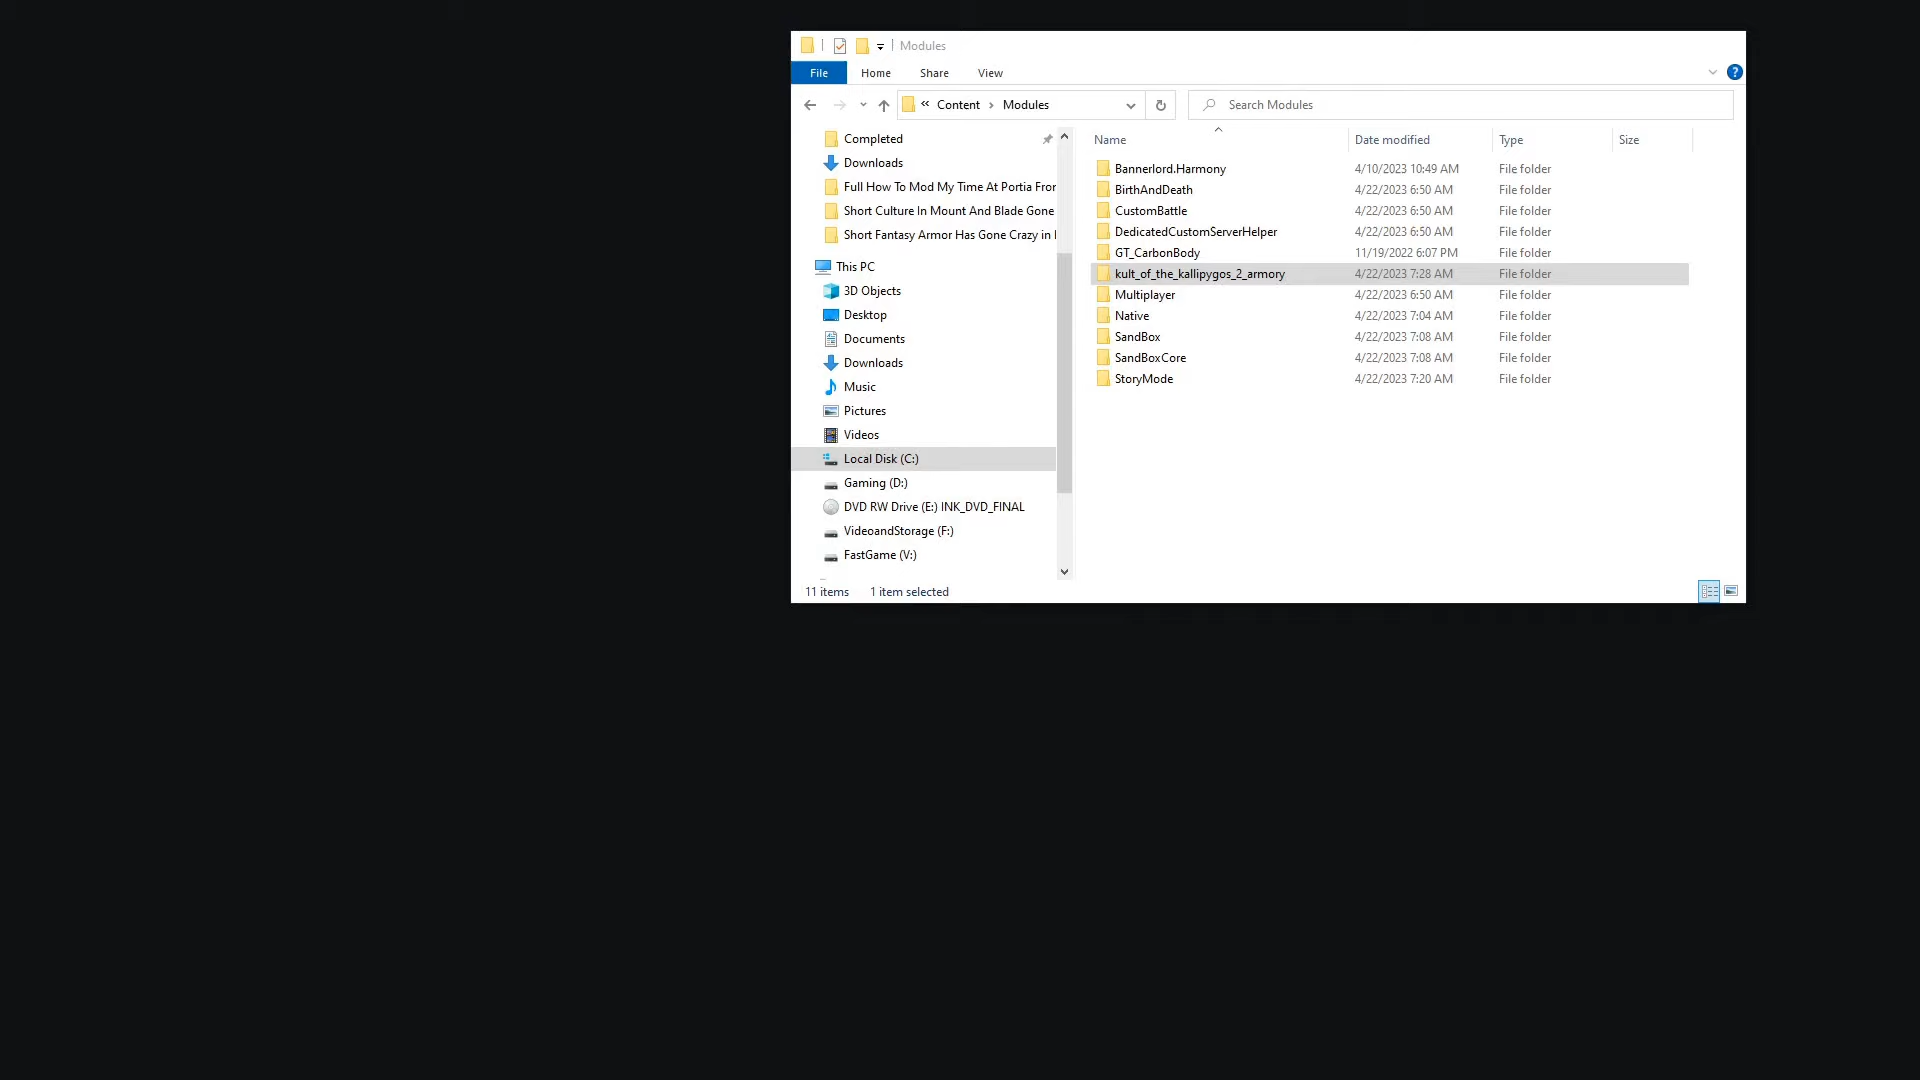 Modules
File Home Share View
« Content › Modules Search Modules
Completed
Downloads
Full How To Mod My Time At Portia Fror
Short Culture In Mount And Blade Gone
Short Fantasy Armor Has Gone Crazy in
This PC
3D Objects
Desktop
Documents
Downloads
Music
Pictures
Videos
Local Disk (C:)
Gaming (D:)
DVD RW Drive (E:) INK_DVD_FINAL
VideoandStorage (F:)
FastGame (V:)
Name Date modified Type Size
Bannerlord.Harmony 4/10/2023 10:49 AM File folder
BirthAndDeath 4/22/2023 6:50 AM File folder
CustomBattle 4/22/2023 6:50 AM File folder
DedicatedCustomServerHelper 4/22/2023 6:50 AM File folder
GT_CarbonBody 11/19/2022 6:07 PM File folder
kult_of_the_kallipygos_2_armory 4/22/2023 7:28 AM File folder
Multiplayer 4/22/2023 6:50 AM File folder
Native 4/22/2023 7:04 AM File folder
SandBox 4/22/2023 7:08 AM File folder
SandBoxCore 4/22/2023 7:08 AM File folder
StoryMode 4/22/2023 7:20 AM File folder
11 items 1 item selected